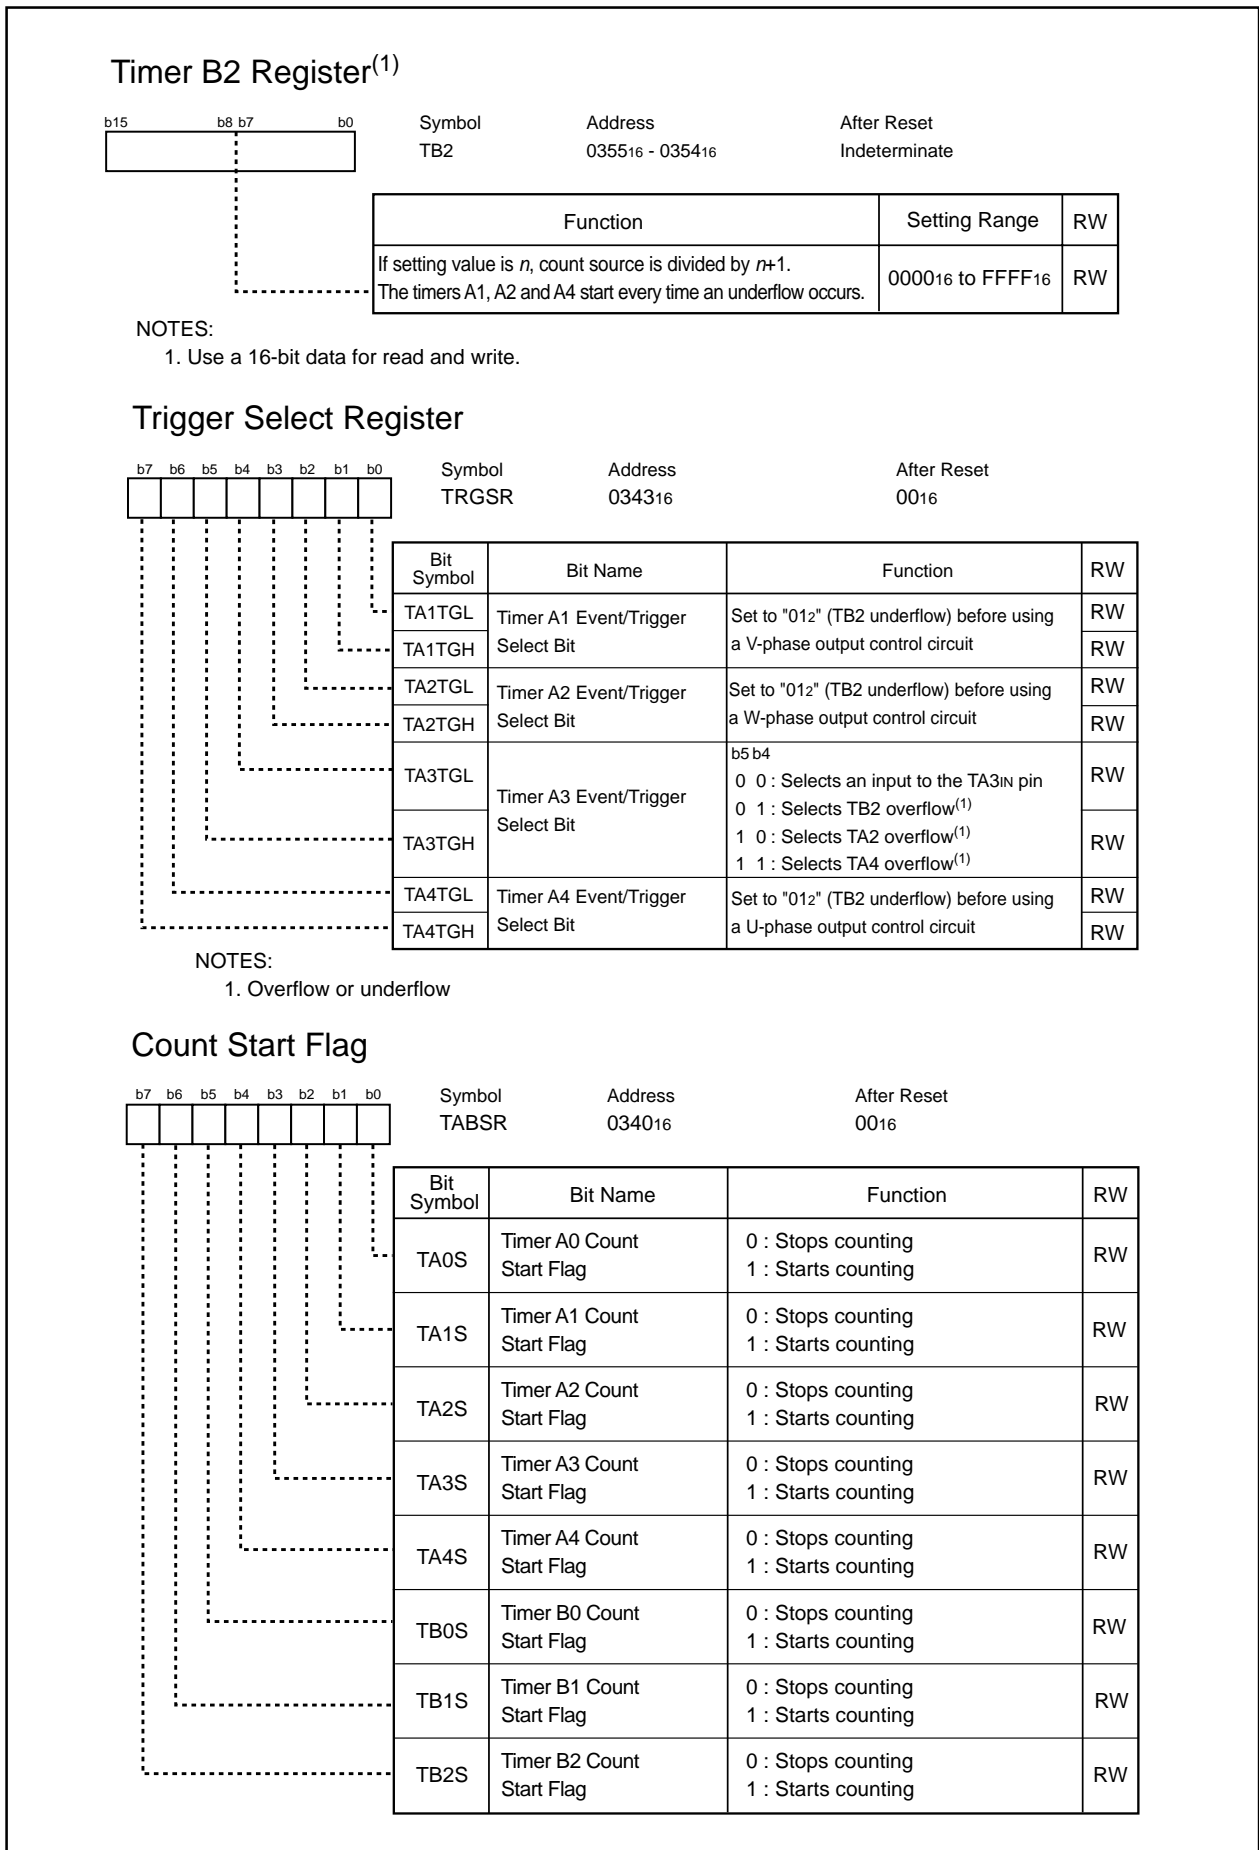 Timer B2 Register(1)
b15 b8 b7 b0
Symbol Address After Reset
TB2 035516 - 035416 Indeterminate
Function Setting Range RW
If setting value is n, count source is divided by n+1.
The timers A1, A2 and A4 start every time an underflow occurs.
000016 to FFFF16 RW
NOTES:
1. Use a 16-bit data for read and write.
Trigger Select Register
b7 b6 b5 b4 b3 b2 b1 b0
Symbol Address After Reset
TRGSR 034316 0016
Bit Symbol Bit Name Function RW
TA1TGL Timer A1 Event/Trigger Set to "012" (TB2 underflow) before using RW
TA1TGH Select Bit a V-phase output control circuit RW
TA2TGL Timer A2 Event/Trigger Set to "012" (TB2 underflow) before using RW
TA2TGH Select Bit a W-phase output control circuit RW
b5 b4
TA3TGL 0 0 : Selects an input to the TA3IN pin RW
Timer A3 Event/Trigger 0 1 : Selects TB2 overflow(1)
Select Bit
TA3TGH 1 0 : Selects TA2 overflow(1) RW
1 1 : Selects TA4 overflow(1)
TA4TGL Timer A4 Event/Trigger Set to "012" (TB2 underflow) before using RW
TA4TGH Select Bit a U-phase output control circuit RW
NOTES:
1. Overflow or underflow
Count Start Flag
b7 b6 b5 b4 b3 b2 b1 b0
Symbol Address After Reset
TABSR 034016 0016
Bit Symbol Bit Name Function RW
TA0S Timer A0 Count 0 : Stops counting RW
Start Flag 1 : Starts counting
TA1S Timer A1 Count 0 : Stops counting RW
Start Flag 1 : Starts counting
TA2S Timer A2 Count 0 : Stops counting RW
Start Flag 1 : Starts counting
TA3S Timer A3 Count 0 : Stops counting RW
Start Flag 1 : Starts counting
TA4S Timer A4 Count 0 : Stops counting RW
Start Flag 1 : Starts counting
TB0S Timer B0 Count 0 : Stops counting RW
Start Flag 1 : Starts counting
TB1S Timer B1 Count 0 : Stops counting RW
Start Flag 1 : Starts counting
TB2S Timer B2 Count 0 : Stops counting RW
Start Flag 1 : Starts counting